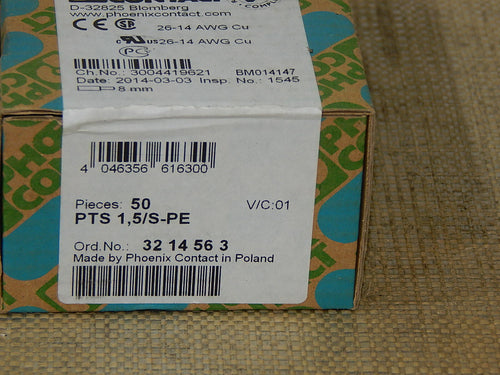 D-32825 Blomberg
www.phoenixcontact.com
26-14 AWG Cu
US 26-14 AWG Cu
Ch.No.: 3004419621 BM014147
Date: 2014-03-03 Insp. No.: 1545
8 mm
4 046356 616300
Pieces: 50 V/C:01
PTS 1,5/S-PE
Ord.No.: 32 14 56 3
Made by Phoenix Contact in Poland